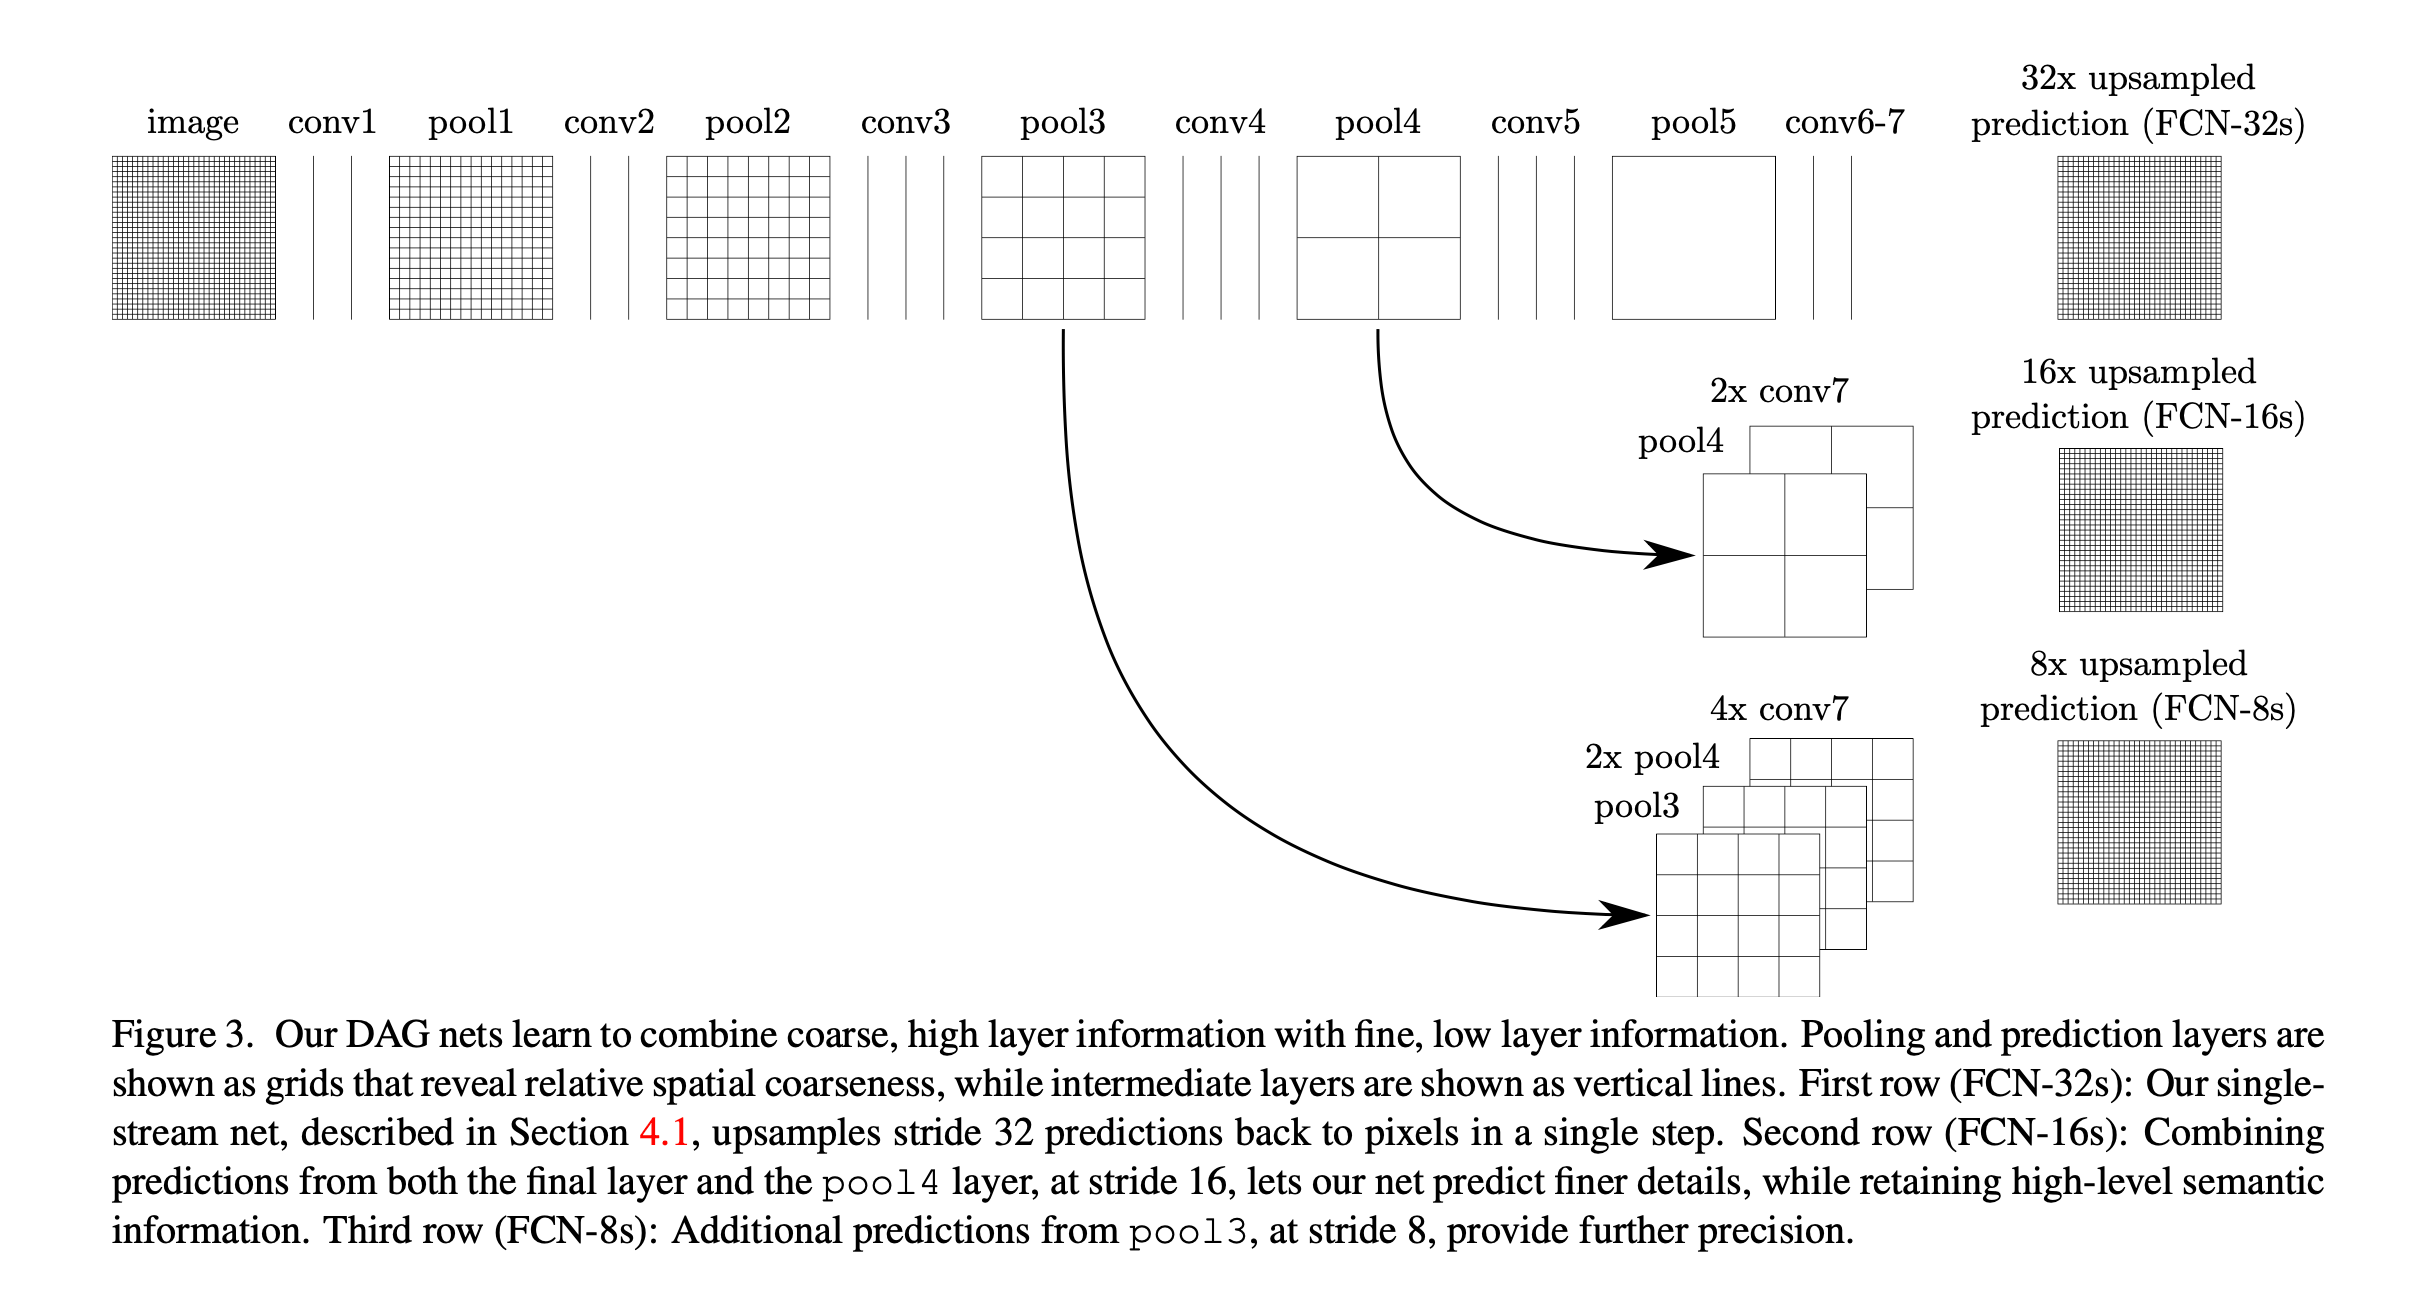 image
conv1
pool1
conv2
pool2
conv3
pool3
conv4
pool4
conv5
pool5
conv6-7
32x upsampled
prediction (FCN-32s)
2x conv7
pool4
16x upsampled
prediction (FCN-16s)
4x conv7
2x pool4
pool3
8x upsampled
prediction (FCN-8s)
Figure 3. Our DAG nets learn to combine coarse, high layer information with fine, low layer information. Pooling and prediction layers are
shown as grids that reveal relative spatial coarseness, while intermediate layers are shown as vertical lines. First row (FCN-32s): Our single-
stream net, described in Section 4.1, upsamples stride 32 predictions back to pixels in a single step. Second row (FCN-16s): Combining
predictions from both the final layer and the pool4 layer, at stride 16, lets our net predict finer details, while retaining high-level semantic
information. Third row (FCN-8s): Additional predictions from pool3, at stride 8, provide further precision.